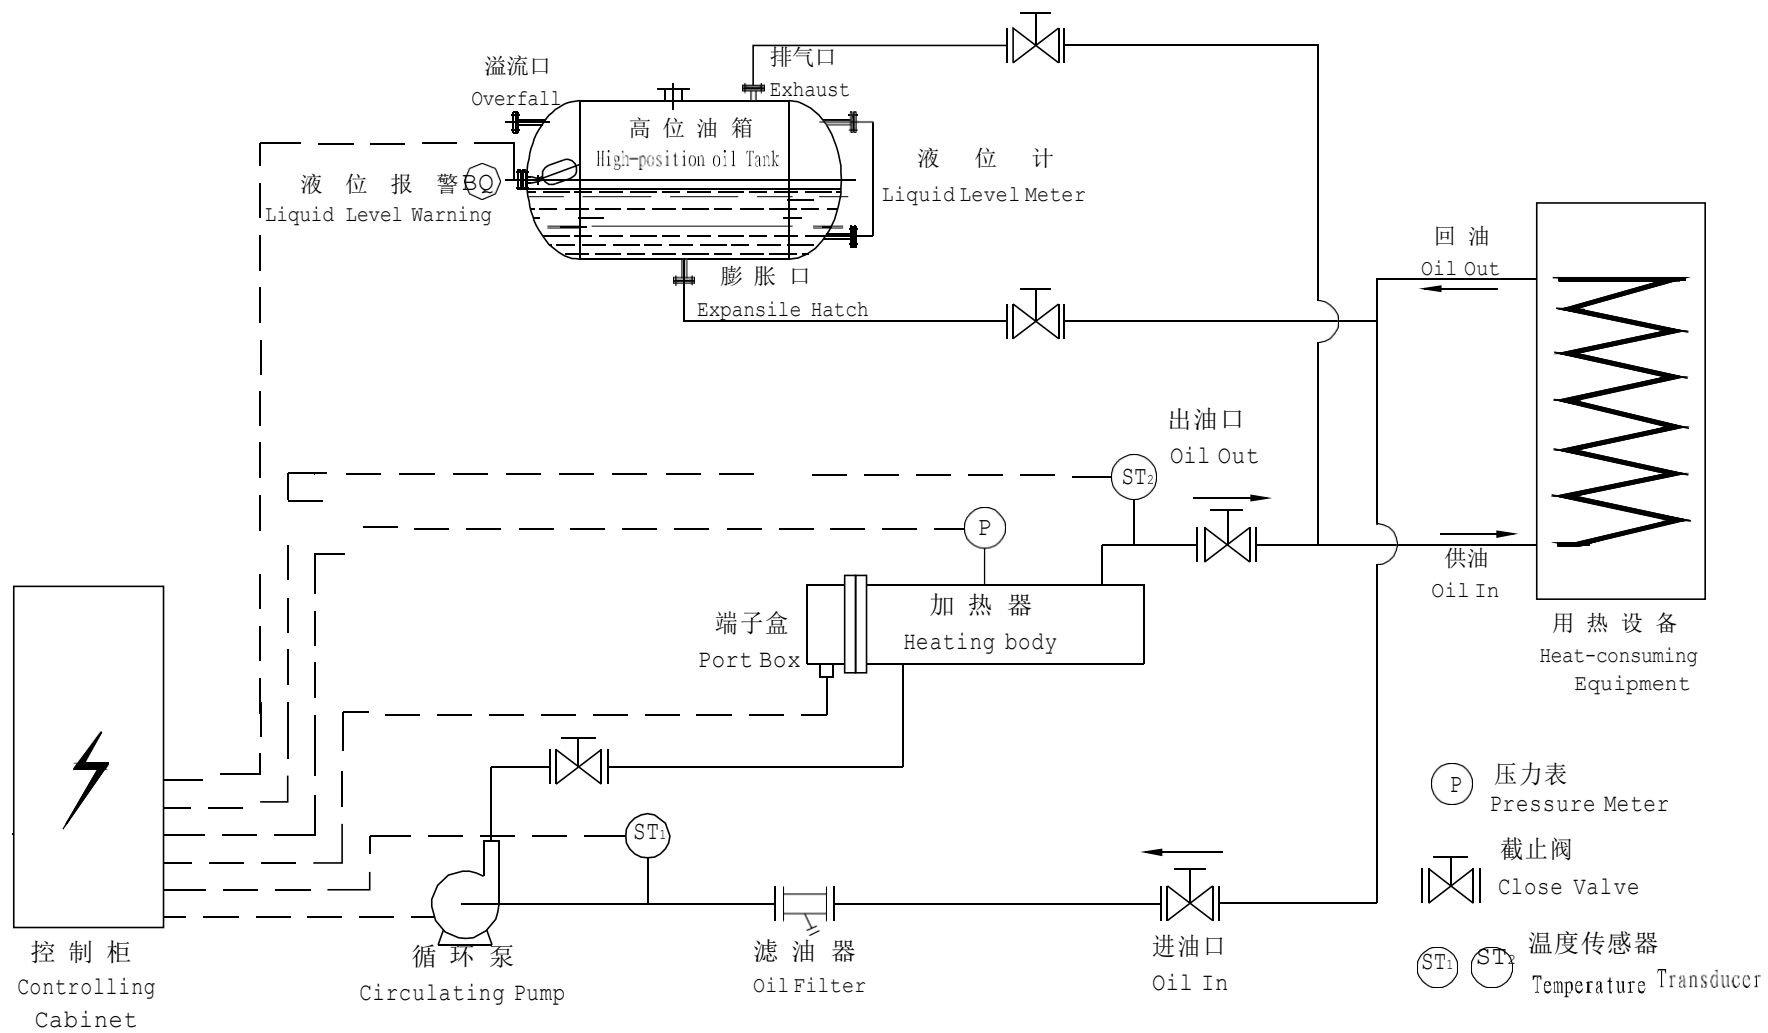 溢流口
Overfall
排气口
Exhaust
高位油箱
High-position oil Tank
液位报警
BQ
Liquid Level Warning
液位计
Liquid Level Meter
膨胀口
Expansile Hatch
回油
Oil Out
出油口
Oil Out
ST2
P
供油
Oil In
端子盒
Port Box
加热器
Heating body
用热设备
Heat-consuming
Equipment
ST1
P
压力表
Pressure Meter
截止阀
Close Valve
ST1
ST2
温度传感器
Temperature Transducer
控制柜
Controlling
Cabinet
循环泵
Circulating Pump
滤油器
Oil Filter
进油口
Oil In